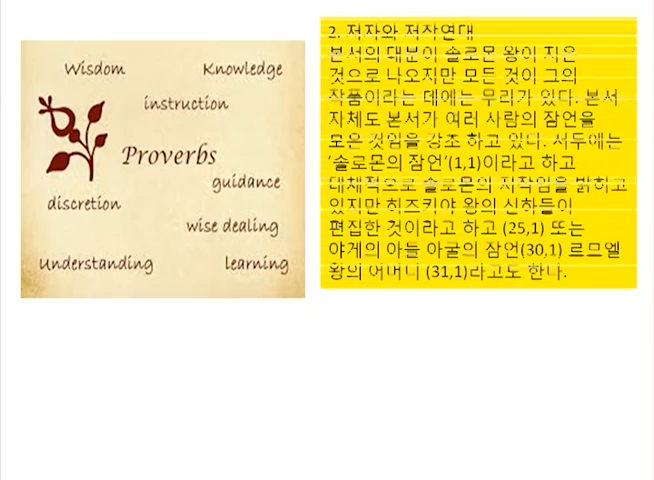 Wisdom
Knowledge
instruction
Proverbs
guidance
discretion
wise dealing
Understanding
learning
2. 저자와 저작연대
본서의 대분이 솔로몬 왕이 지은
것으로 나오지만 모든 것이 그의
작품이라는 데에는 무리가 있다. 본서
자체도 본서가 여러 사람의 잠언을
모은 것임을 강조 하고 있다. 서두에는
'솔로몬의 잠언'(1,1)이라고 하고
대체적으로 솔로몬의 저작임을 밝히고
있지만 히즈키야 왕의 신하들이
편집한 것이라고 하고 (25,1) 또는
야게의 아들 아굴의 잠언(30,1) 르므엘
왕의 어머니 (31,1)라고도 한다.